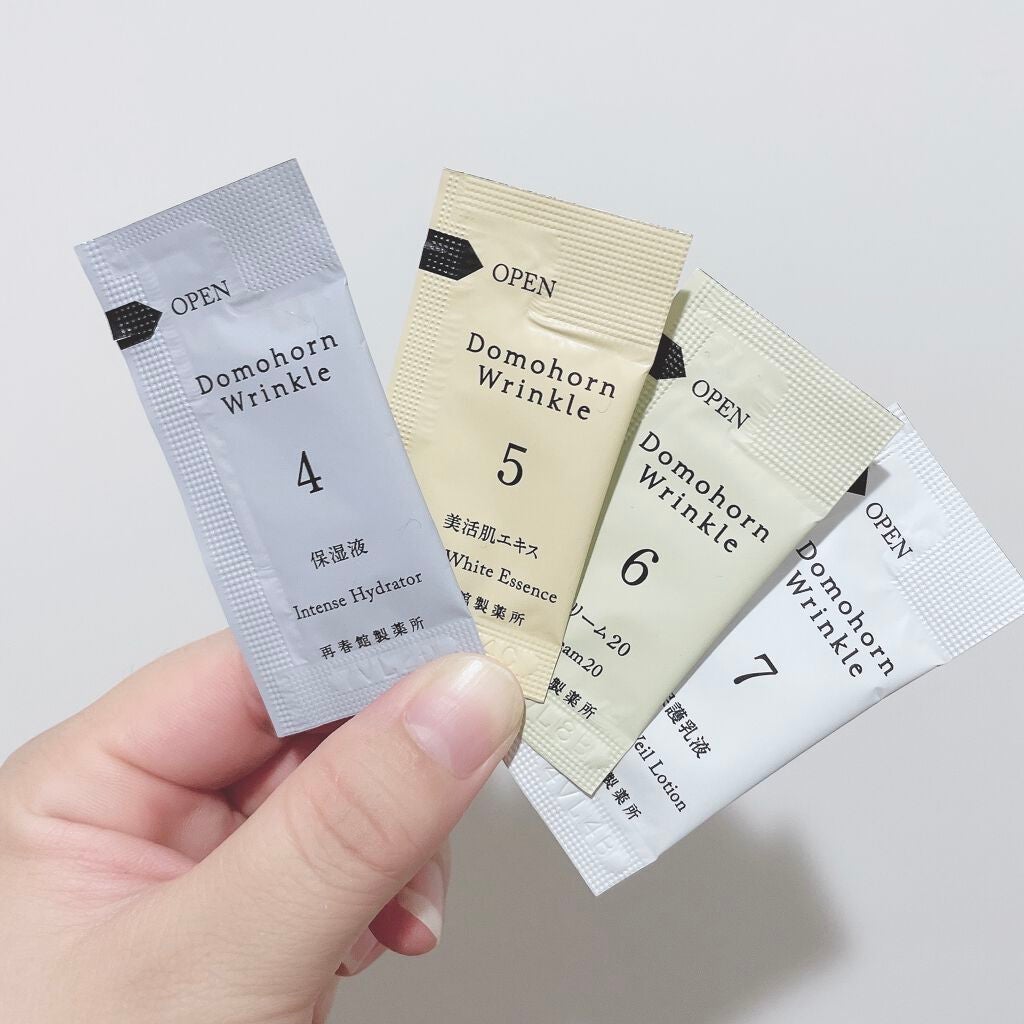 OPEN
Domohorn
Wrinkle
4
保湿液
Intense Hydrator
再春館製薬所
OPEN
Domohorn
Wrinkle
5
美活肌エキス
White Essence
館製薬所
OPEN
Domohorn
Wrinkle
6
リーム20
eam20
製薬所
OPEN
Domohorn
Wrinkle
7
護乳液
Veil Lotion
製薬所